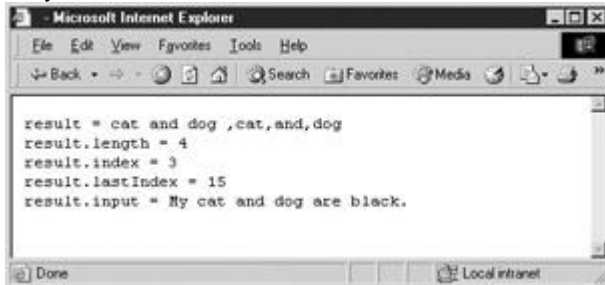 - Microsoft Internet Explorer
File Edit View Favorites Tools Help
Back Search Favorites Media »
result = cat and dog ,cat,and,dog
result.length = 4
result.index = 3
result.lastIndex = 15
result.input = My cat and dog are black.
Done Local intranet